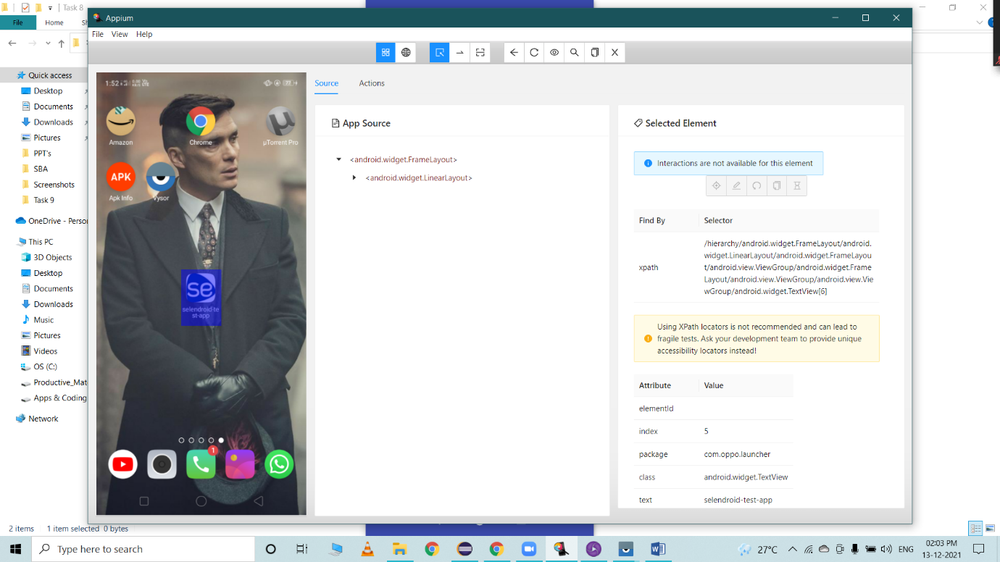 Task 8
File
Home
Sh
Quick access
Desktop
Documents
Downloads
Pictures
PPT's
SBA
Screenshots
Task 9
OneDrive - Perso
This PC
3D Objects
Desktop
Documents
Downloads
Music
Pictures
Videos
OS (C:)
Productive_Mat
Apps & Coding
Network
2 items
1 item selected 0 bytes
Appium
File View Help
1:52
Amazon
Chrome
µTorrent Pro
APK
Apk Info
Vysor
se
selendroid-te
st-app
1
Source
Actions
App Source
<android.widget.FrameLayout>
<android.widget.LinearLayout>
Selected Element
Interactions are not available for this element
Find By
Selector
xpath
/hierarchy/android.widget.FrameLayout/android.
widget.LinearLayout/android.widget.FrameLayou
t/android.view.ViewGroup/android.widget.Frame
Layout/android.view.ViewGroup/android.view.Vie
wGroup/android.widget.TextView[6]
Using XPath locators is not recommended and can lead to
fragile tests. Ask your development team to provide unique
accessibility locators instead!
Attribute
Value
elementId
index
5
package
com.oppo.launcher
class
android.widget.TextView
text
selendroid-test-app
Type here to search
27°C
ENG
02:03 PM
13-12-2021